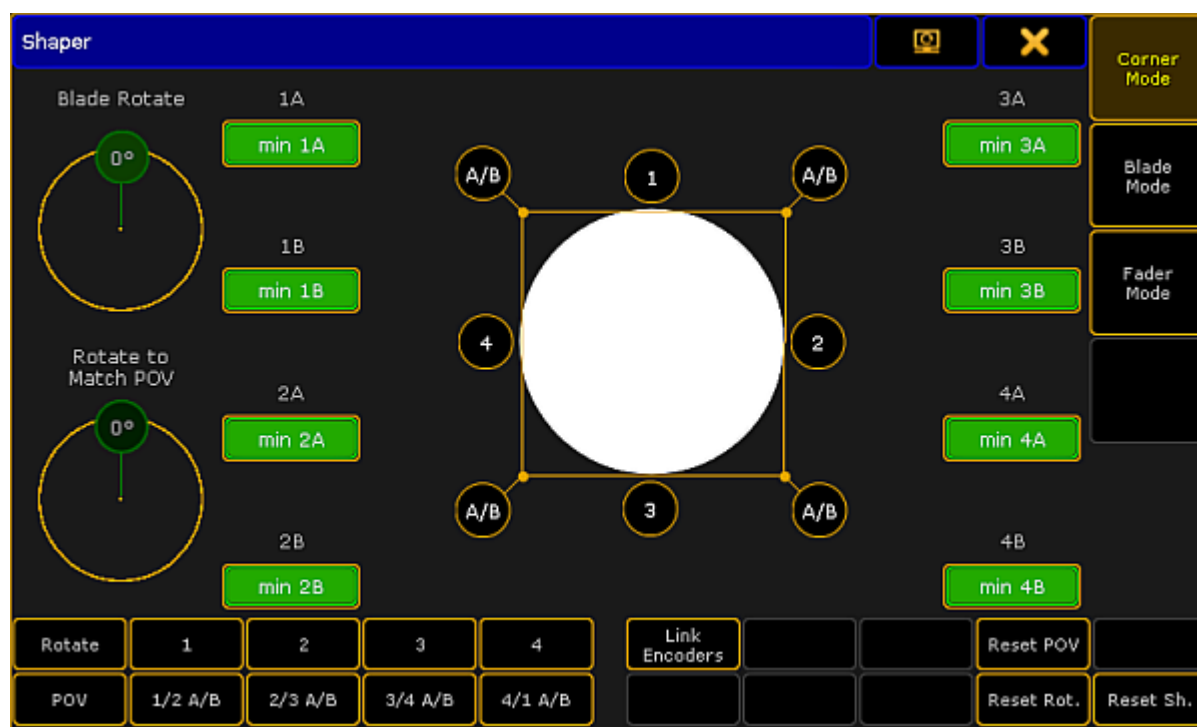 Shaper
Corner
Mode
Blade Rotate
1A
3A
0°
min 1A
min 3A
A/B
1
A/B
Blade
Mode
1B
3B
min 1B
min 3B
Fader
Mode
4
2
Rotate to
Match POV
2A
4A
0°
min 2A
min 4A
A/B
3
A/B
2B
4B
min 2B
min 4B
Rotate
1
2
3
4
Link
Encoders
Reset POV
POV
1/2 A/B
2/3 A/B
3/4 A/B
4/1 A/B
Reset Rot.
Reset Sh.